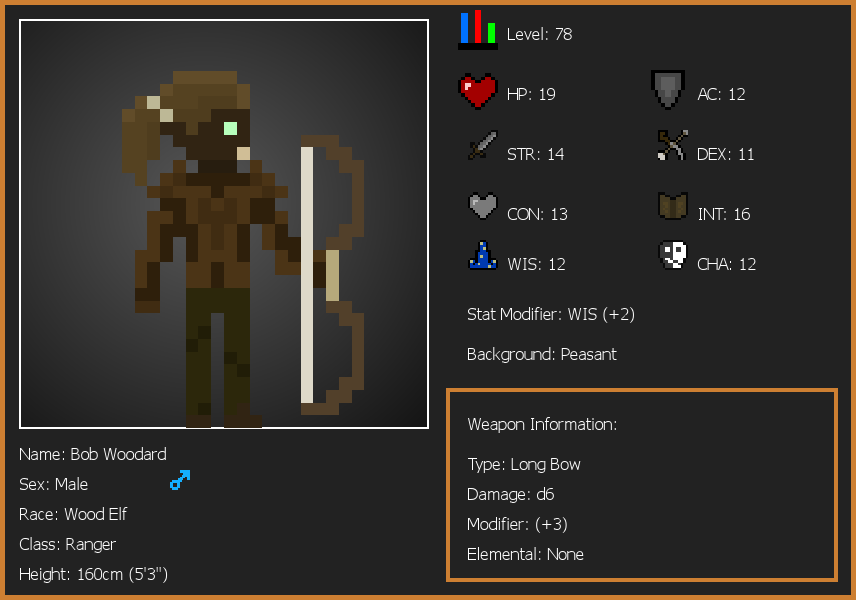 Level: 78
HP: 19
AC: 12
STR: 14
DEX: 11
CON: 13
INT: 16
WIS: 12
CHA: 12
Stat Modifier: WIS (+2)
Background: Peasant
Weapon Information:
Type: Long Bow
Damage: d6
Modifier: (+3)
Elemental: None
Name: Bob Woodard
Sex: Male
Race: Wood Elf
Class: Ranger
Height: 160cm (5'3")